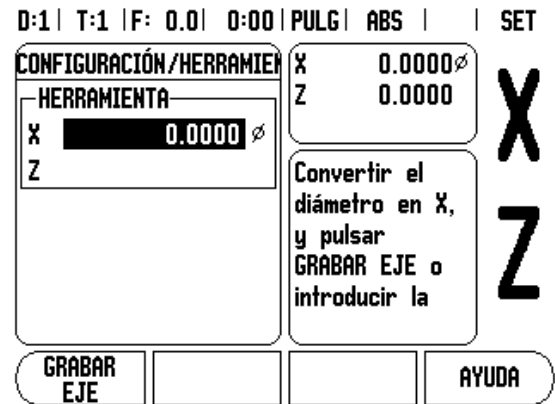 D:1 | T:1 | F: 0.0 | 0:00 | PULG | ABS | | SET
CONFIGURACIÓN/HERRAMIEN
HERRAMIENTA
X 0.0000 ⌀
Z
X 0.0000⌀
Z 0.0000
Convertir el
diámetro en X,
y pulsar
GRABAR EJE o
introducir la
X
Z
GRABAR
EJE
AYUDA